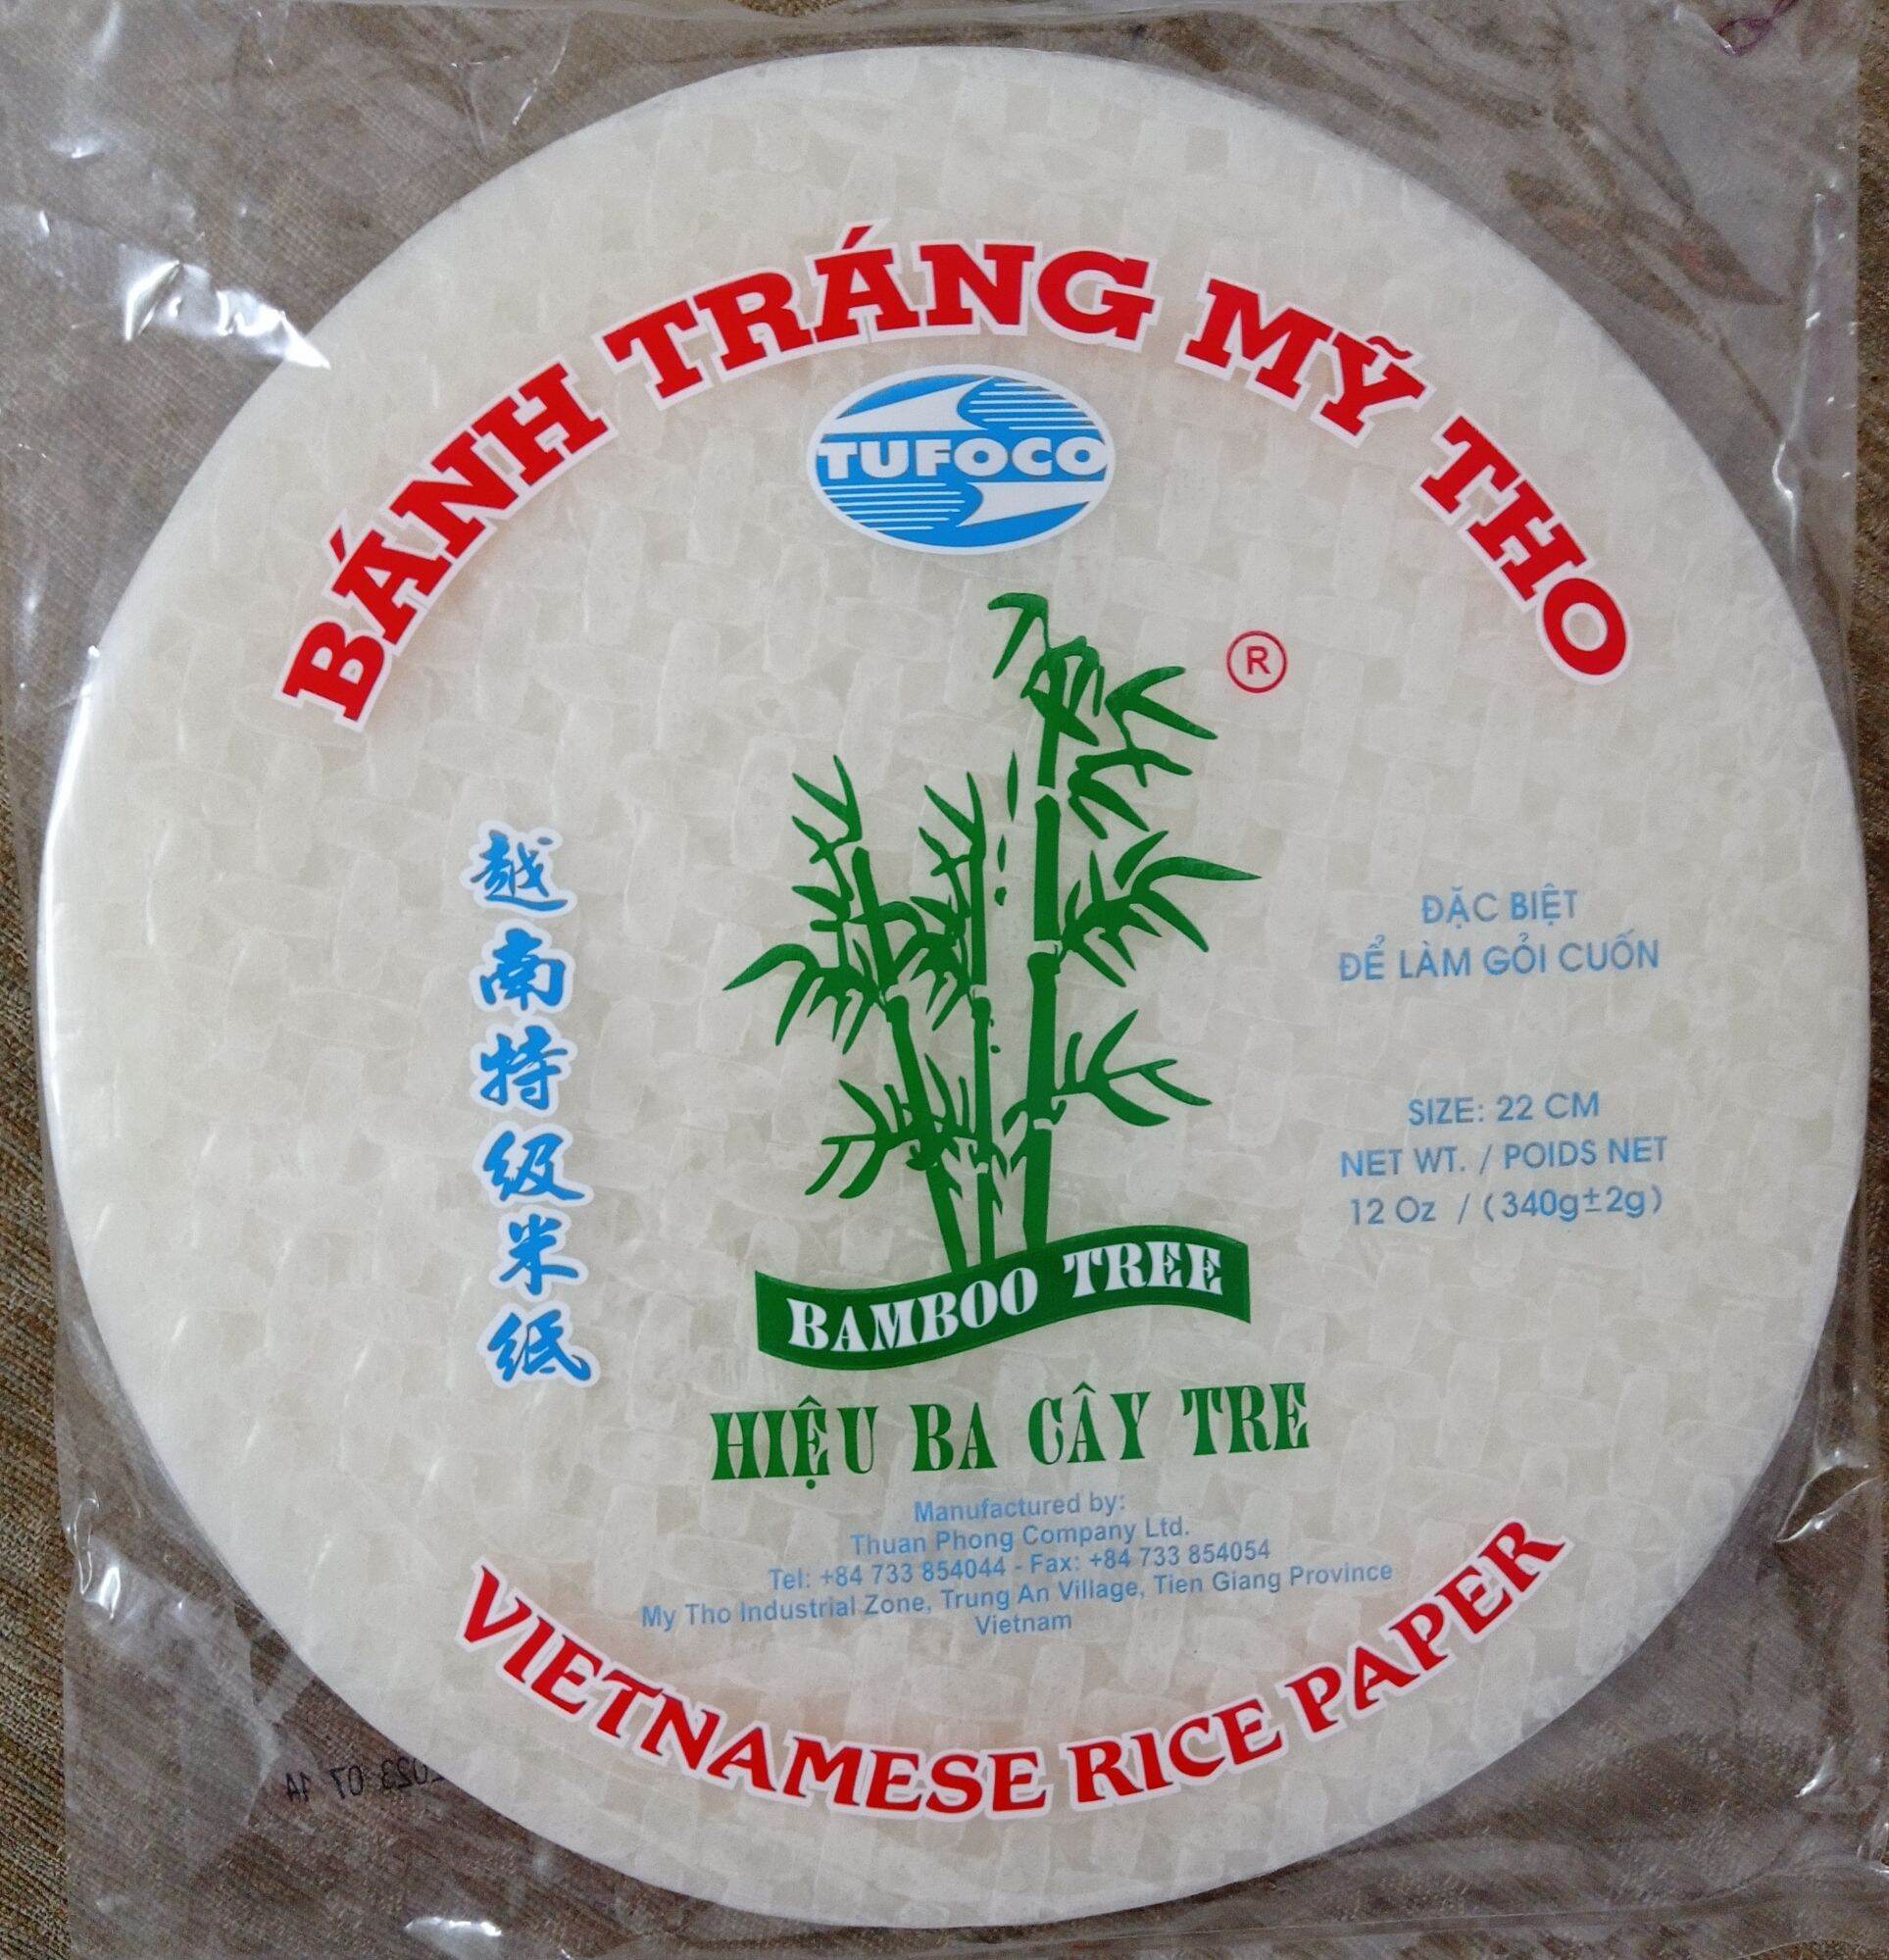 BÁNH TRÁNG MỸ THO
TUFOCO
®
越南特级米纸
ĐẶC BIỆT
ĐỂ LÀM GỎI CUỐN
SIZE: 22 CM
NET WT. / POIDS NET
12 Oz / (340g±2g)
BAMBOO TREE
HIỆU BA CÂY TRE
Manufactured by:
Thuan Phong Company Ltd.
Tel: +84 733 854044 - Fax: +84 733 854054
My Tho Industrial Zone, Trung An Village, Tien Giang Province
Vietnam
VIETNAMESE RICE PAPER